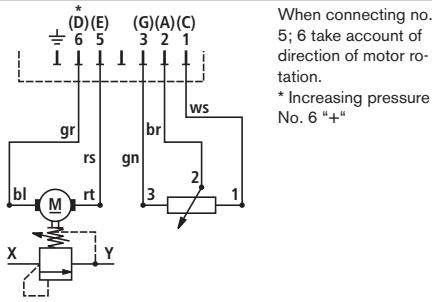 *
(D)(E) (G)(A)(C)
6 5 3 2 1
ws
gr br
rs gn
2
bl M rt 3 1
X Y
When connecting no.
5; 6 take account of
direction of motor ro-
tation.
* Increasing pressure
No. 6 "+"